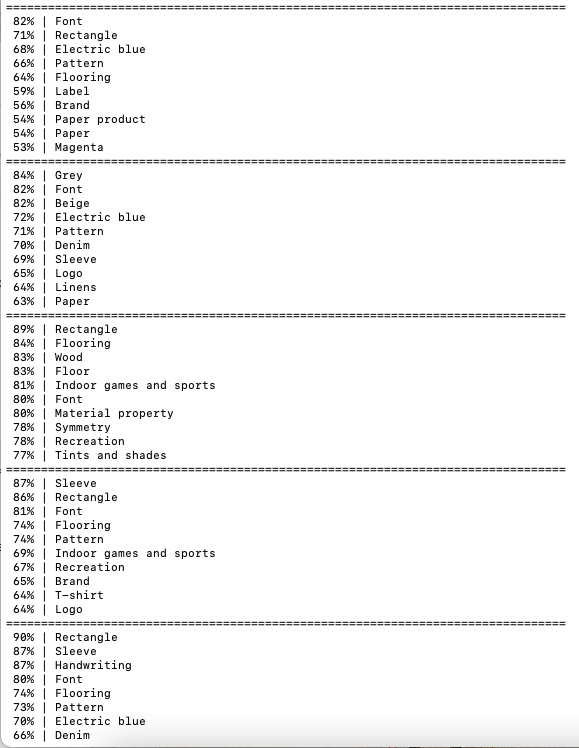 ================================================================================
82% | Font
71% | Rectangle
68% | Electric blue
66% | Pattern
64% | Flooring
59% | Label
56% | Brand
54% | Paper product
54% | Paper
53% | Magenta
================================================================================
84% | Grey
82% | Font
82% | Beige
72% | Electric blue
71% | Pattern
70% | Denim
69% | Sleeve
65% | Logo
64% | Linens
63% | Paper
================================================================================
89% | Rectangle
84% | Flooring
83% | Wood
83% | Floor
81% | Indoor games and sports
80% | Font
80% | Material property
78% | Symmetry
78% | Recreation
77% | Tints and shades
================================================================================
87% | Sleeve
86% | Rectangle
81% | Font
74% | Flooring
74% | Pattern
69% | Indoor games and sports
67% | Recreation
65% | Brand
64% | T-shirt
64% | Logo
================================================================================
90% | Rectangle
87% | Sleeve
87% | Handwriting
80% | Font
74% | Flooring
73% | Pattern
70% | Electric blue
66% | Denim